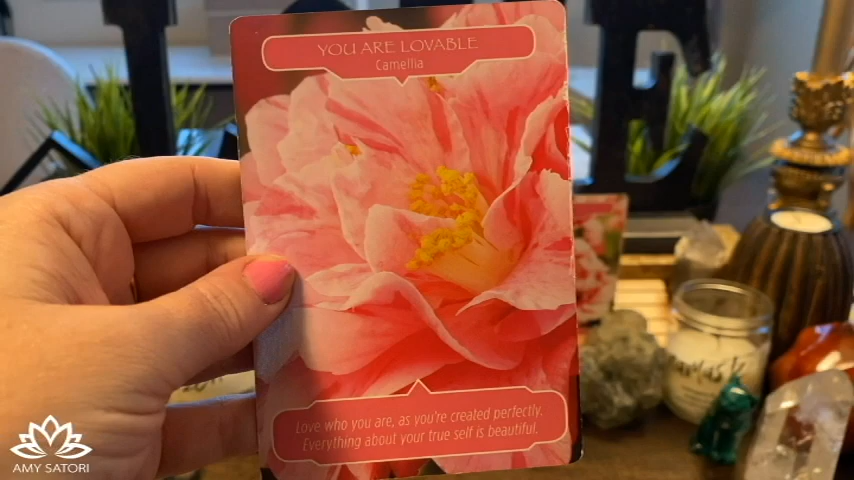 YOU ARE LOVABLE
Camellia
Love who you are, as you're created perfectly.
Everything about your true self is beautiful.
AMY SATORI